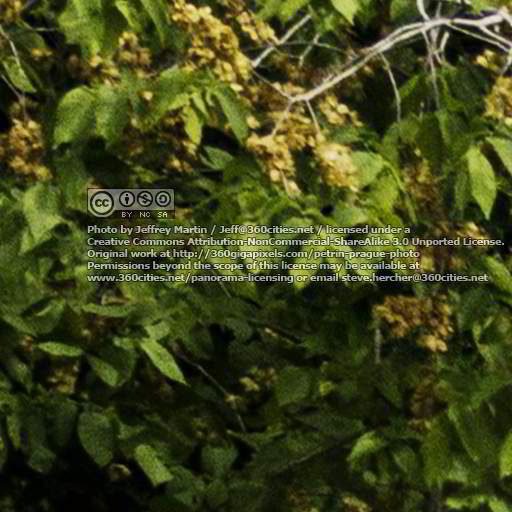 cc
BY NC SA
Photo by Jeffrey Martin / Jeff@360cities.net / licensed under a
Creative Commons Attribution-NonCommercial-ShareAlike 3.0 Unported License.
Original work at http://360gigapixels.com/petrin-prague-photo
Permissions beyond the scope of this license may be available at
www.360cities.net/panorama-licensing or email steve.hercher@360cities.net